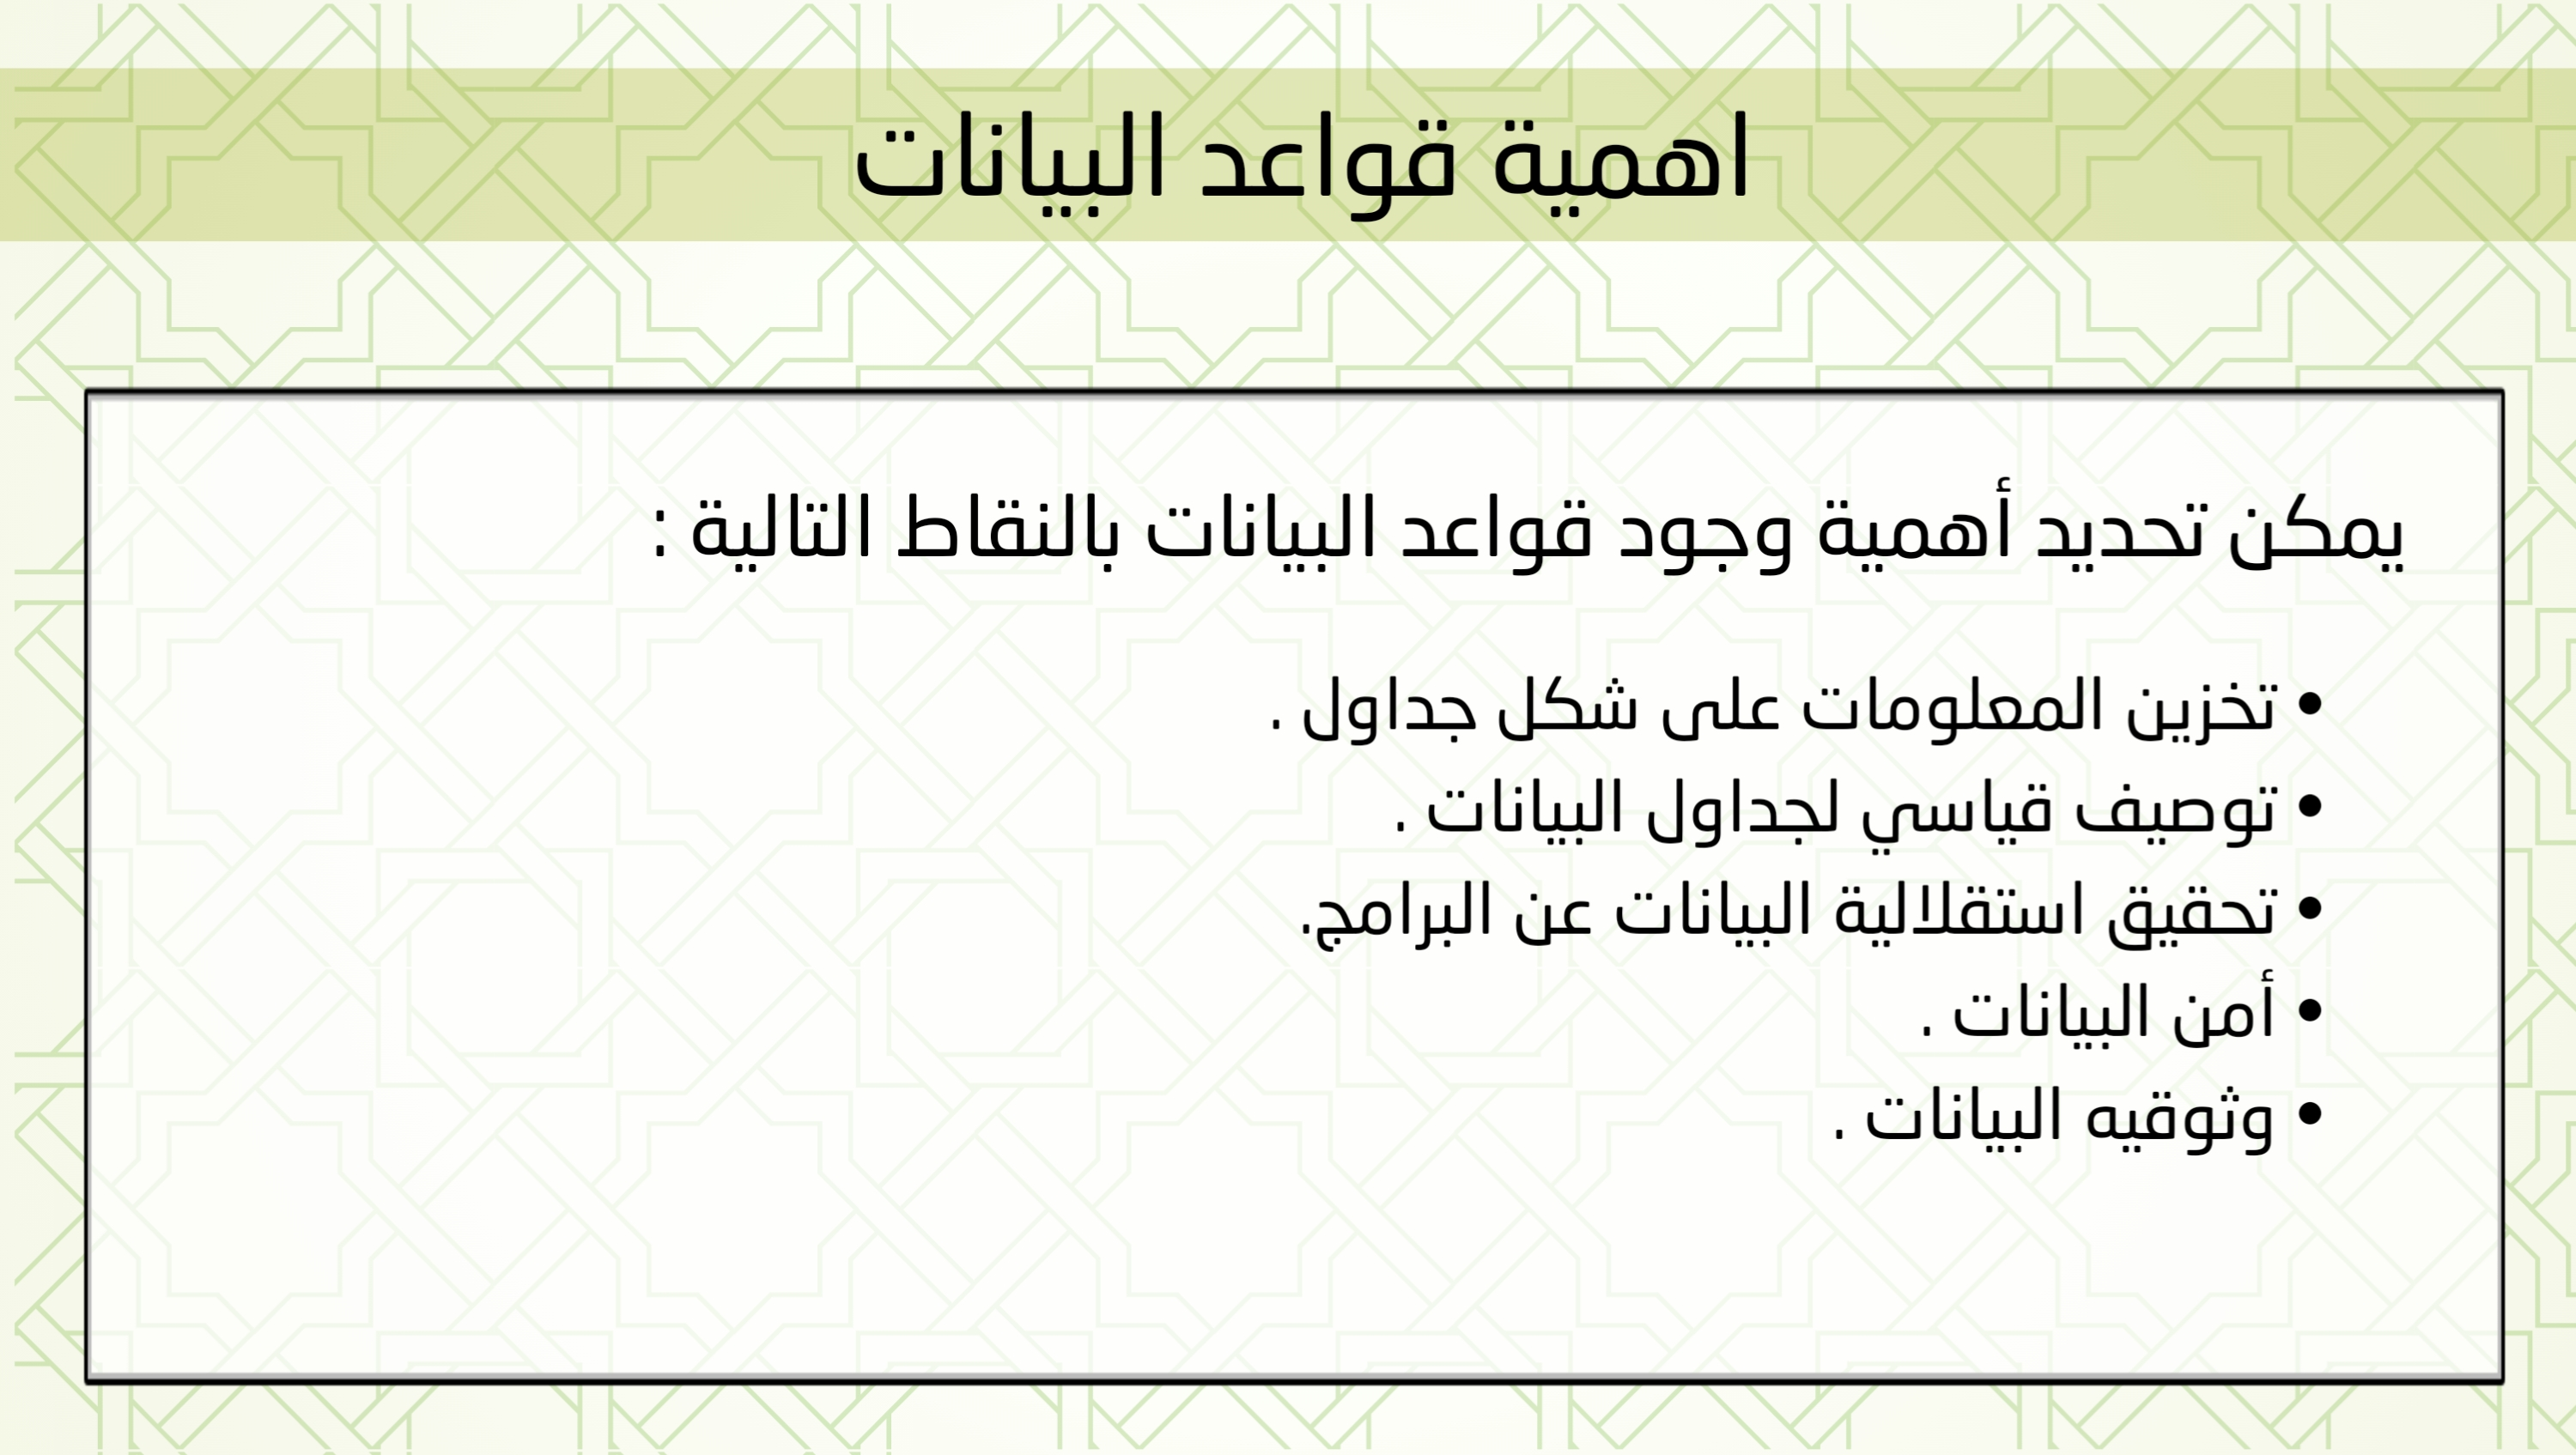 اهمية قواعد البيانات
يمكن تحديد أهمية وجود قواعد البيانات بالنقاط التالية :
• تخزين المعلومات على شكل جداول .
• توصيف قياسي لجداول البيانات .
• تحقيق استقلالية البيانات عن البرامج.
• أمن البيانات .
• وثوقيه البيانات .